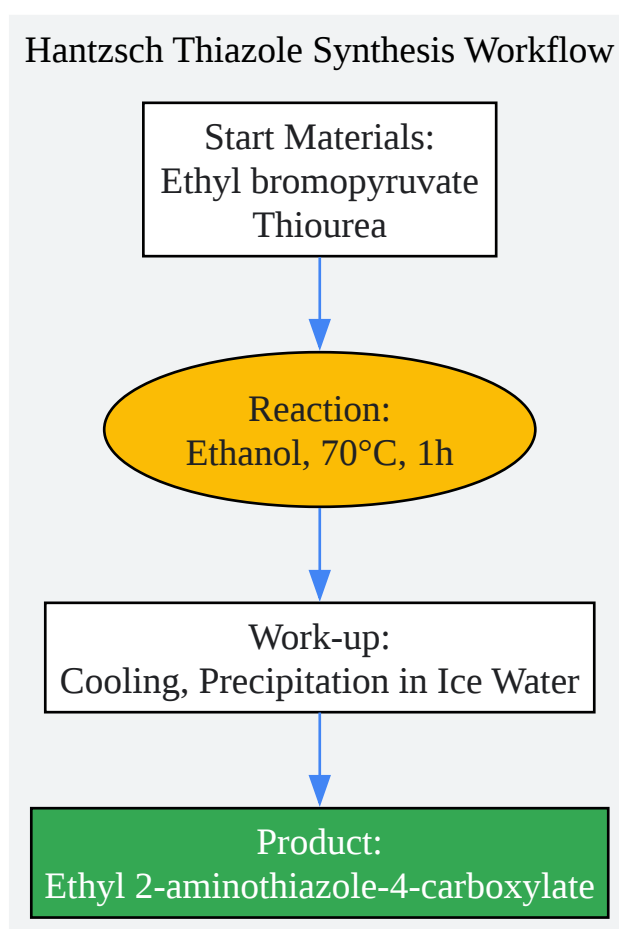 Hantzsch Thiazole Synthesis Workflow
Start Materials:
Ethyl bromopyruvate
Thiourea
Reaction:
Ethanol, 70°C, 1h
Work-up:
Cooling, Precipitation in Ice Water
Product:
Ethyl 2-aminothiazole-4-carboxylate